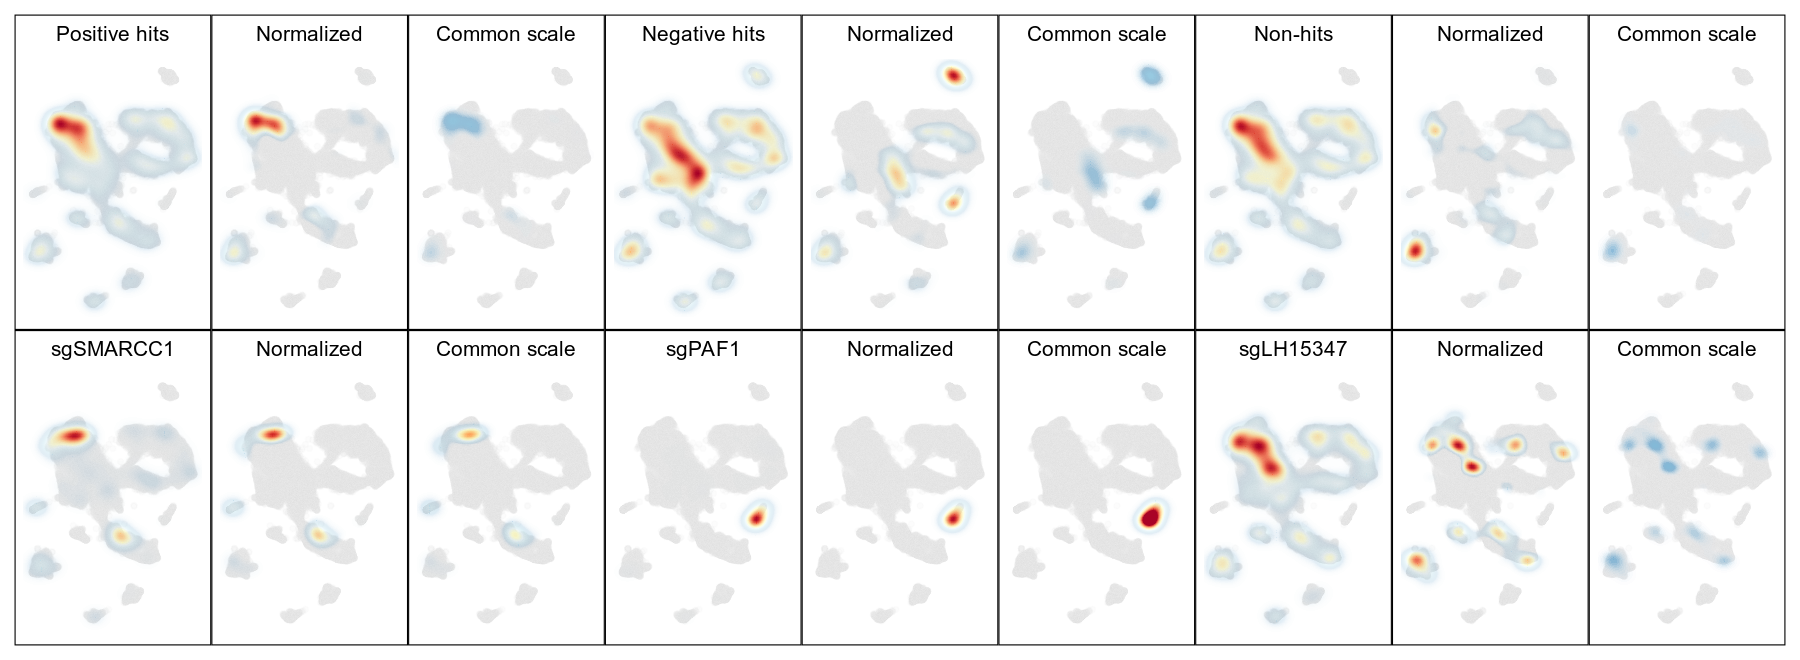 Positive hits
Normalized
Common scale
Negative hits
Normalized
Common scale
Non-hits
Normalized
Common scale
sgSMARCC1
Normalized
Common scale
sgPAF1
Normalized
Common scale
sgLH15347
Normalized
Common scale